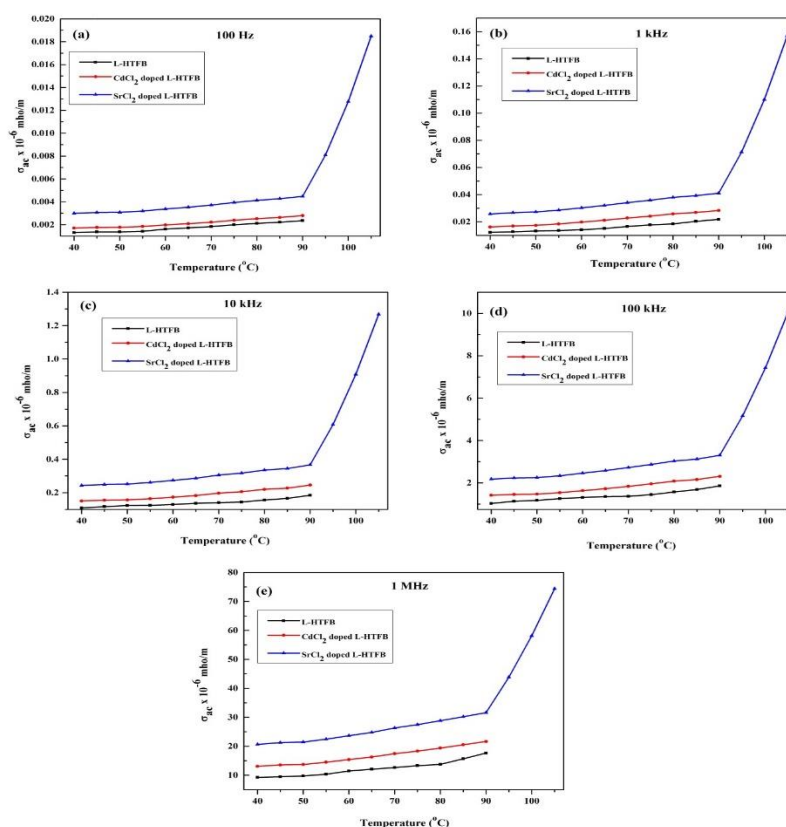 (a)
100 Hz
L-HTFB
CdCl2 doped L-HTFB
SrCl2 doped L-HTFB
σac x 10-6 mho/m
0.020
0.018
0.016
0.014
0.012
0.010
0.008
0.006
0.004
0.002
40 50 60 70 80 90 100
Temperature (oC)
(b)
1 kHz
L-HTFB
CdCl2 doped L-HTFB
SrCl2 doped L-HTFB
σac x 10-6 mho/m
0.16
0.14
0.12
0.10
0.08
0.06
0.04
0.02
40 50 60 70 80 90 100
Temperature (oC)
(c)
10 kHz
L-HTFB
CdCl2 doped L-HTFB
SrCl2 doped L-HTFB
σac x 10-6 mho/m
1.4
1.2
1.0
0.8
0.6
0.4
0.2
40 50 60 70 80 90 100
Temperature (oC)
(d)
100 kHz
L-HTFB
CdCl2 doped L-HTFB
SrCl2 doped L-HTFB
σac x 10-6 mho/m
10
8
6
4
2
40 50 60 70 80 90 100
Temperature (oC)
(e)
1 MHz
L-HTFB
CdCl2 doped L-HTFB
SrCl2 doped L-HTFB
σac x 10-6 mho/m
80
70
60
50
40
30
20
10
40 50 60 70 80 90 100
Temperature (oC)